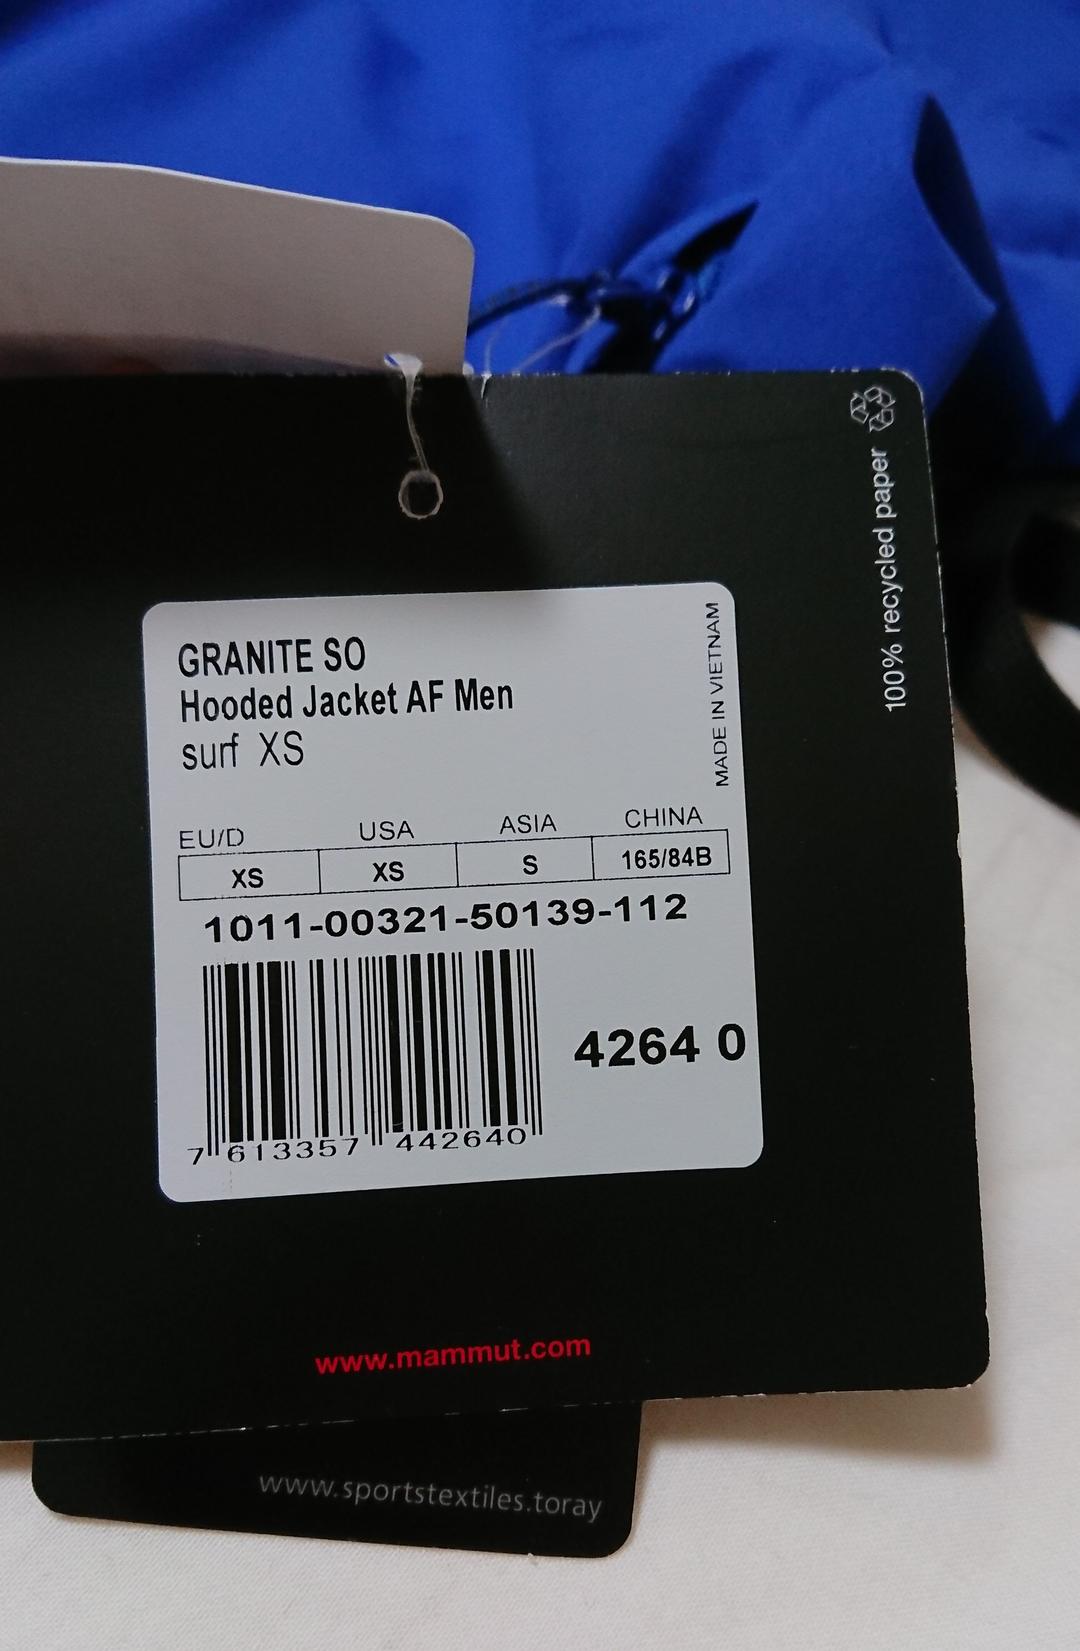 100% recycled paper
GRANITE SO
Hooded Jacket AF Men
surf XS
MADE IN VIETNAM
EU/D USA ASIA CHINA
XS XS S 165/84B
1011-00321-50139-112
4264 0
7 613357 442640
www.mammut.com
www.sportstextiles.toray